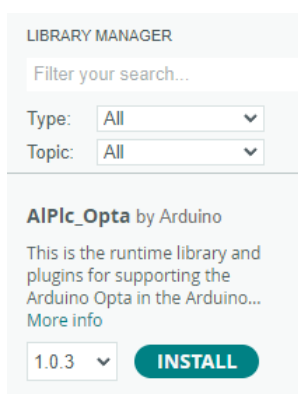 LIBRARY MANAGER
Filter your search...
Type: All
Topic: All
AlPlc_Opta by Arduino
This is the runtime library and
plugins for supporting the
Arduino Opta in the Arduino...
More info
1.0.3 INSTALL